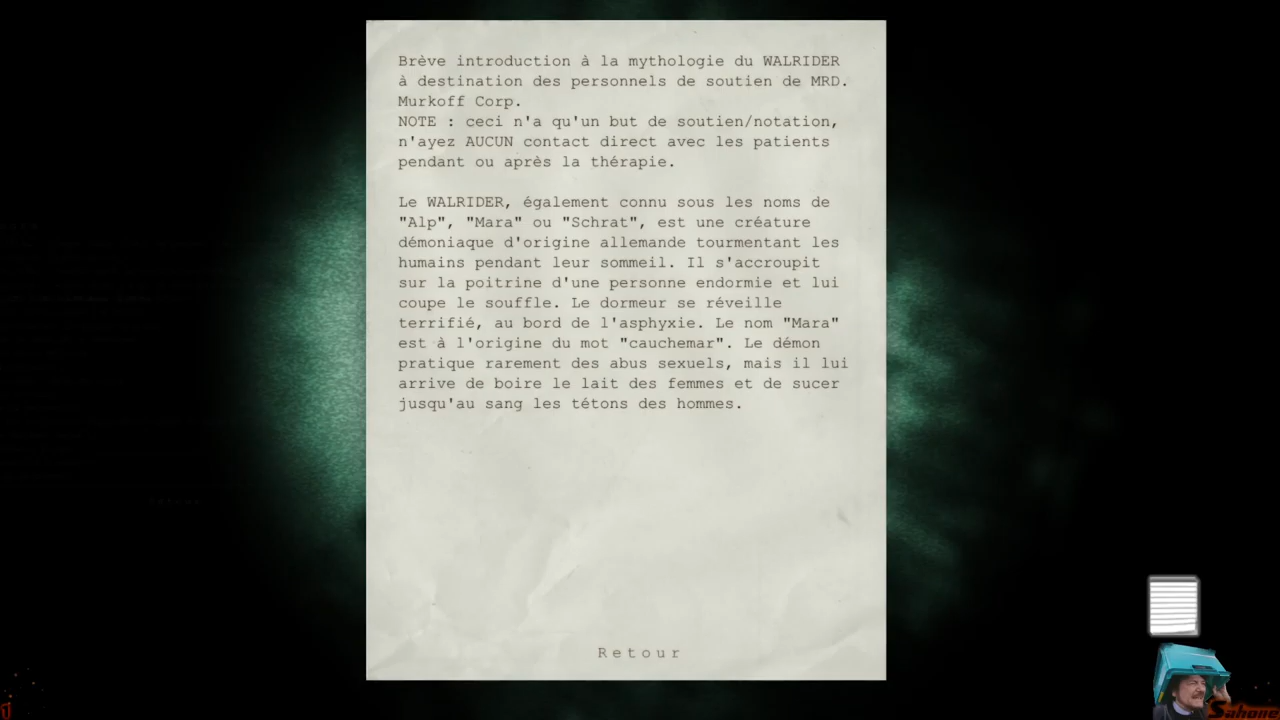 Brève introduction à la mythologie du WALRIDER
à destination des personnels de soutien de MRD.
Murkoff Corp.
NOTE : ceci n'a qu'un but de soutien/notation,
n'ayez AUCUN contact direct avec les patients
pendant ou après la thérapie.
Le WALRIDER, également connu sous les noms de
"Alp", "Mara" ou "Schrat", est une créature
démoniaque d'origine allemande tourmentant les
humains pendant leur sommeil. Il s'accroupit
sur la poitrine d'une personne endormie et lui
coupe le souffle. Le dormeur se réveille
terrifié, au bord de l'asphyxie. Le nom "Mara"
est à l'origine du mot "cauchemar". Le démon
pratique rarement des abus sexuels, mais il lui
arrive de boire le lait des femmes et de sucer
jusqu'au sang les tétons des hommes.
Retour
Sahone